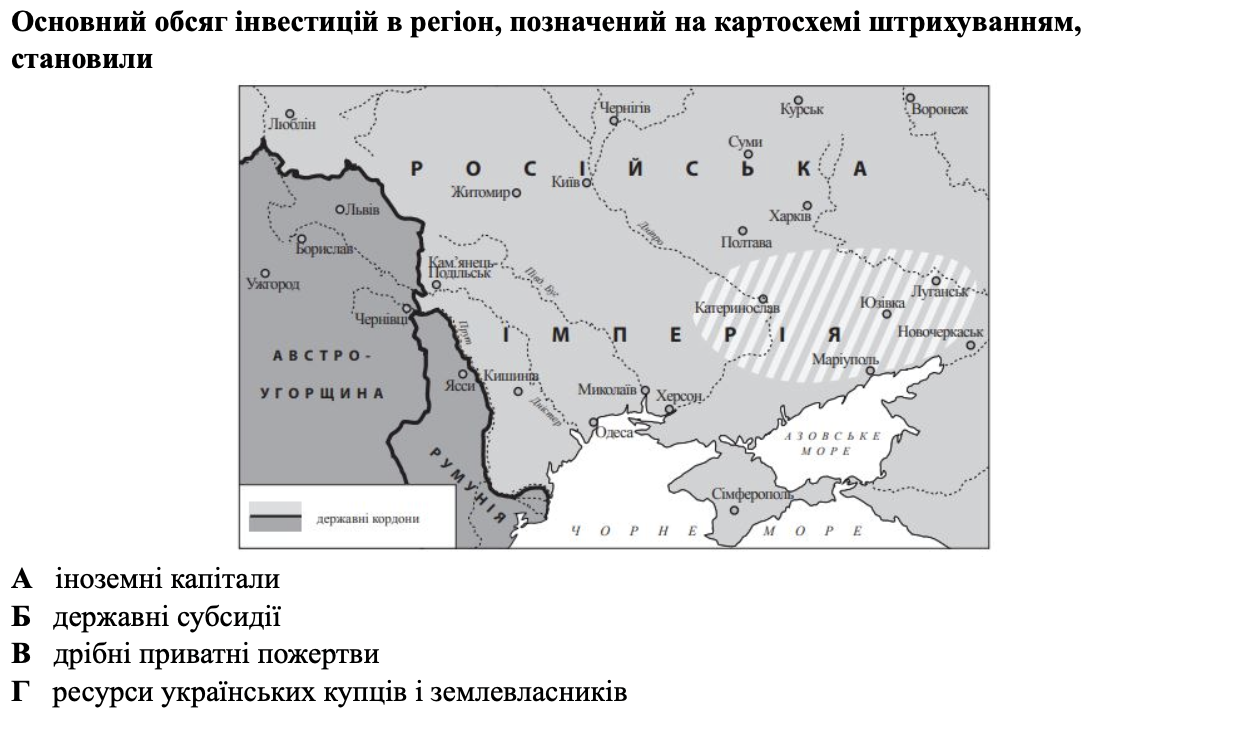 Основний обсяг інвестицій в регіон, позначений на картосхемі штрихуванням,
становили
Люблін
Чернігів
Курськ
Воронеж
Суми
РОСІЙСЬКА
Київ
Житомир
Львів
Харків
Дніпро
Полтава
Борислав
Кам’янець-
Подільськ
Півд. Буг
Ужгород
Луганськ
Катеринослав
Юзівка
Чернівці
Прут
ІМПЕРІЯ
Новочеркаськ
АВСТРО-
УГОРЩИНА
Маріуполь
Ясси
Кишинів
Миколаїв
Херсон
Дністер
Одеса
АЗОВСЬКЕ
МОРЕ
РУМУНІЯ
Сімферополь
державні кордони
ЧОРНЕ МОРЕ
А іноземні капітали
Б державні субсидії
В дрібні приватні пожертви
Г ресурси українських купців і землевласників